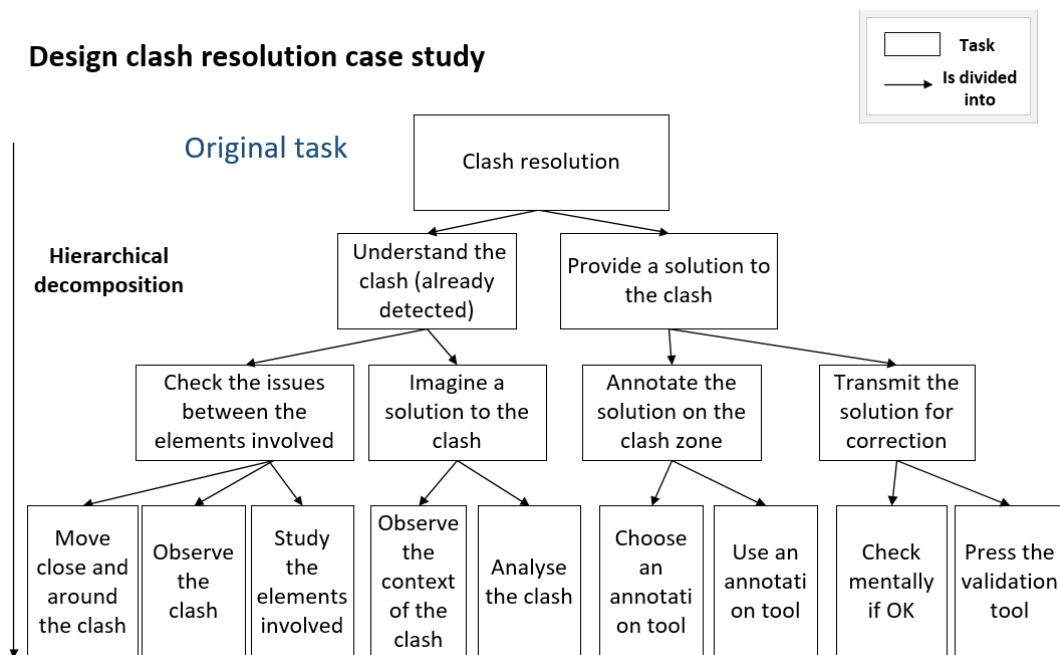 Design clash resolution case study
Task
Is divided
into
Original task
Clash resolution
Hierarchical
decomposition
Understand the
clash (already
detected)
Provide a solution to
the clash
Check the issues
between the
elements involved
Imagine a
solution to the
clash
Annotate the
solution on the
clash zone
Transmit the
solution for
correction
Move
close and
around
the clash
Observe
the
clash
Study
the
elements
involved
Observe
the
context
of the
clash
Analyse
the clash
Choose
an
annotati
on tool
Use an
annotati
on tool
Check
mentally
if OK
Press the
validation
tool